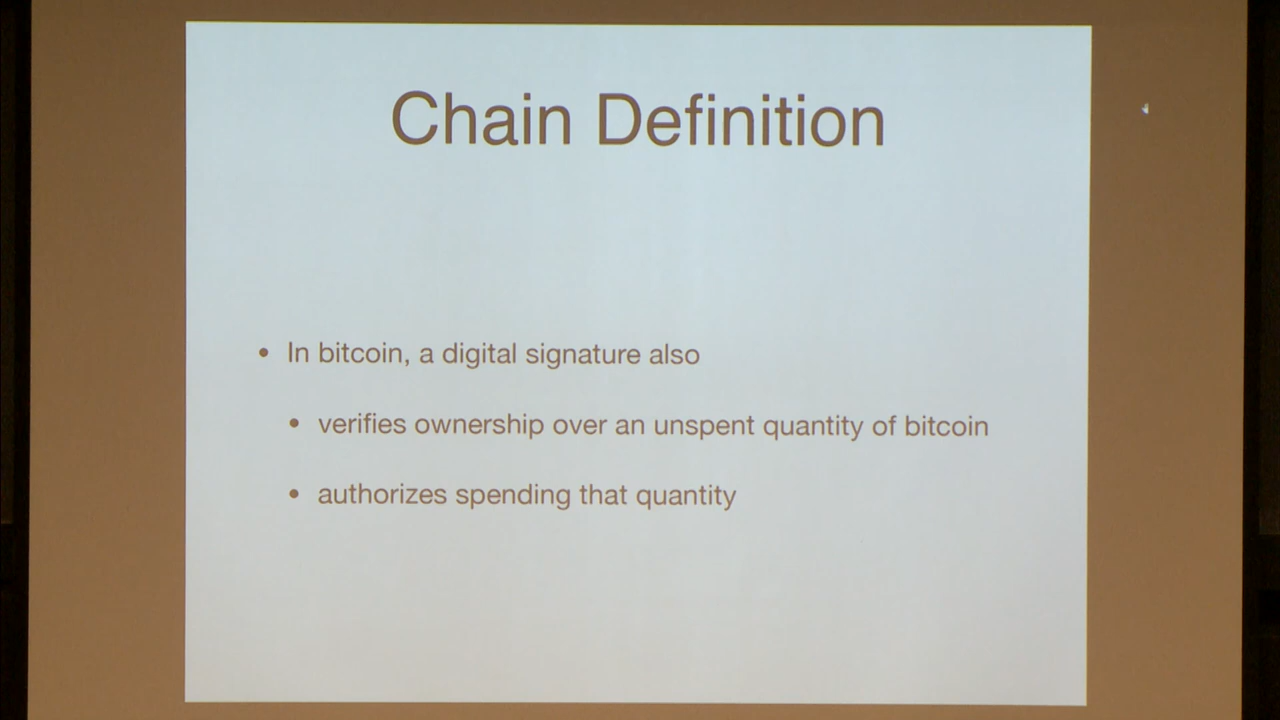 Chain Definition
• In bitcoin, a digital signature also
• verifies ownership over an unspent quantity of bitcoin
• authorizes spending that quantity